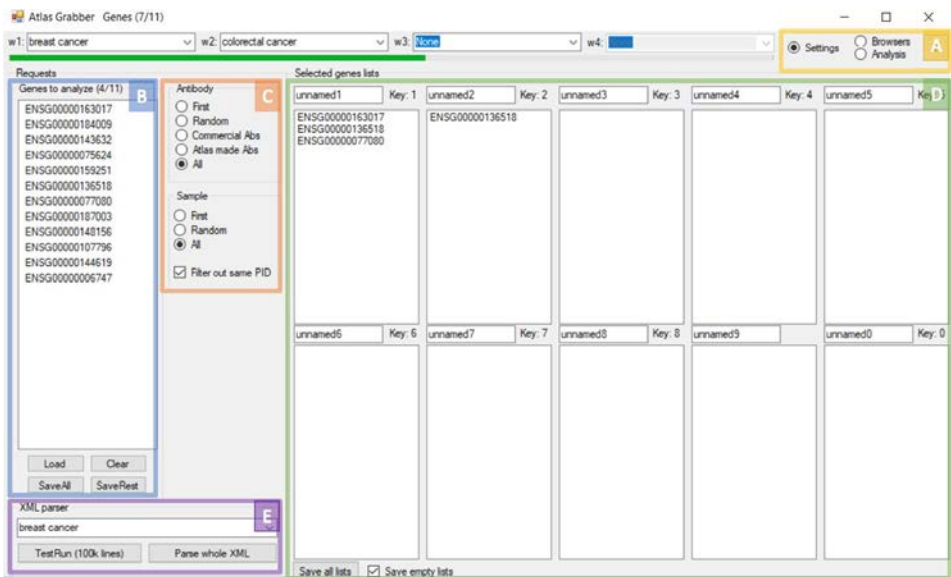 Atlas Grabber Genes (7/11)
w1: breast cancer w2: colorectal cancer w3: None w4:
Settings Browsers
Analysis
A
Requests
Genes to analyze (4/11)
B
ENSG00000163017
ENSG00000184009
ENSG00000143632
ENSG00000075624
ENSG00000159251
ENSG00000136518
ENSG00000077080
ENSG00000187003
ENSG00000148156
ENSG00000107796
ENSG00000144619
ENSG00000006747
Load Clear
SaveAll SaveRest
Antibody
C
First
Random
Commercial Abs
Atlas made Abs
All
Sample
First
Random
All
Filter out same PID
Selected genes lists
D
unnamed1 Key: 1 unnamed2 Key: 2 unnamed3 Key: 3 unnamed4 Key: 4 unnamed5
ENSG00000163017 ENSG00000136518
ENSG00000136518
ENSG00000077080
unnamed6 Key: 6 unnamed7 Key: 7 unnamed8 Key: 8 unnamed9 unnamed0 Key: 0
XML parser
E
breast cancer
TestRun (100k lines) Parse whole XML
Save all lists Save empty lists